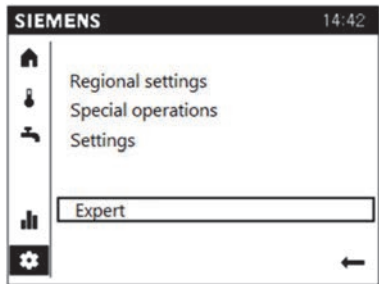 SIEMENS 14:42
Regional settings
Special operations
Settings
Expert